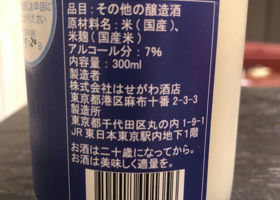 品名：その他の醸造酒
原材料名：米（国産）、
米麹（国産米）
アルコール分：7％
内容量：300ml
製造者
株式会社はせがわ酒店
東京都港区麻布十番2-3-3
製造所
東京都千代田区丸の内1-9-1
JR東日本東京駅改札内地下1階
お酒は二十歳になってから。
お酒は美味しく適量を。